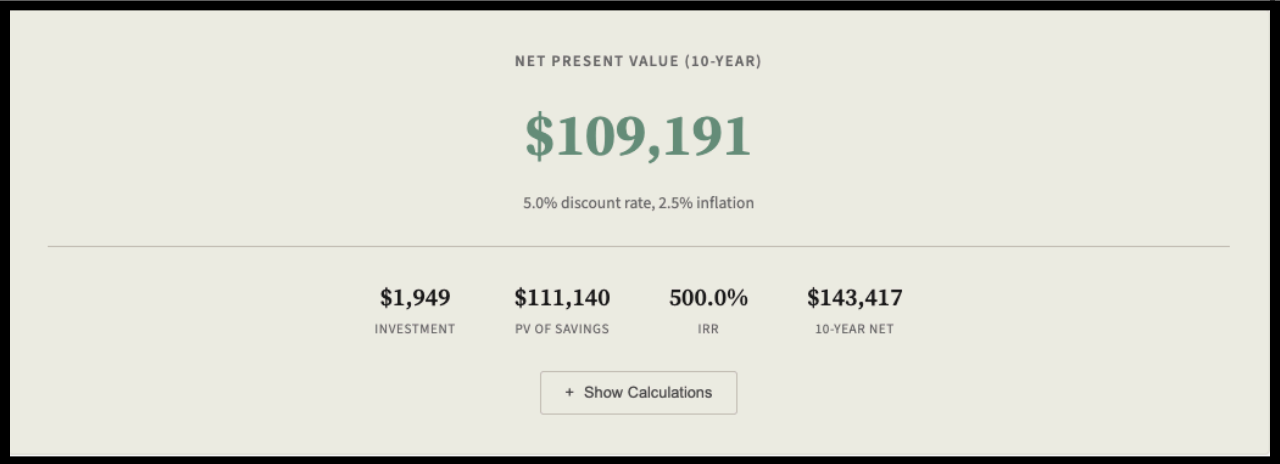 NET PRESENT VALUE (10-YEAR)
$109,191
5.0% discount rate, 2.5% inflation
$1,949 $111,140 500.0% $143,417
INVESTMENT PV OF SAVINGS IRR 10-YEAR NET
+ Show Calculations